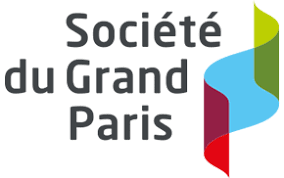 Société
du Grand
Paris